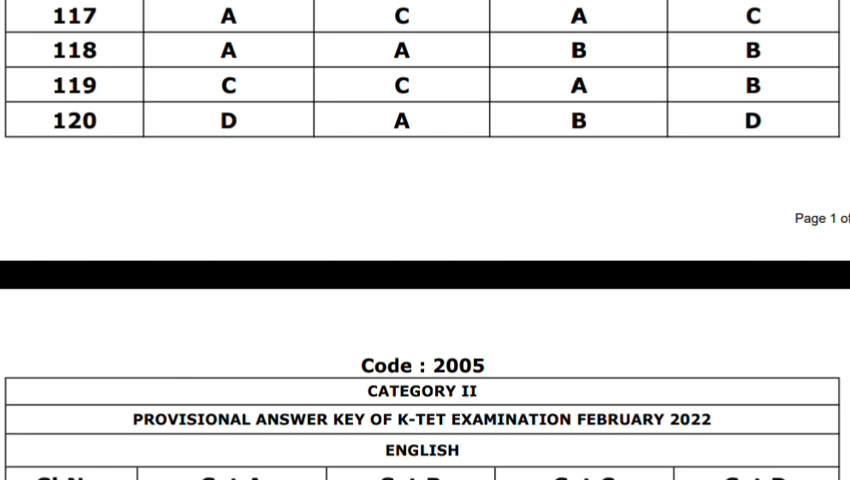 117 A C A C
118 A A B B
119 C C A B
120 D A B D
Page 1 of
Code : 2005
CATEGORY II
PROVISIONAL ANSWER KEY OF K-TET EXAMINATION FEBRUARY 2022
ENGLISH